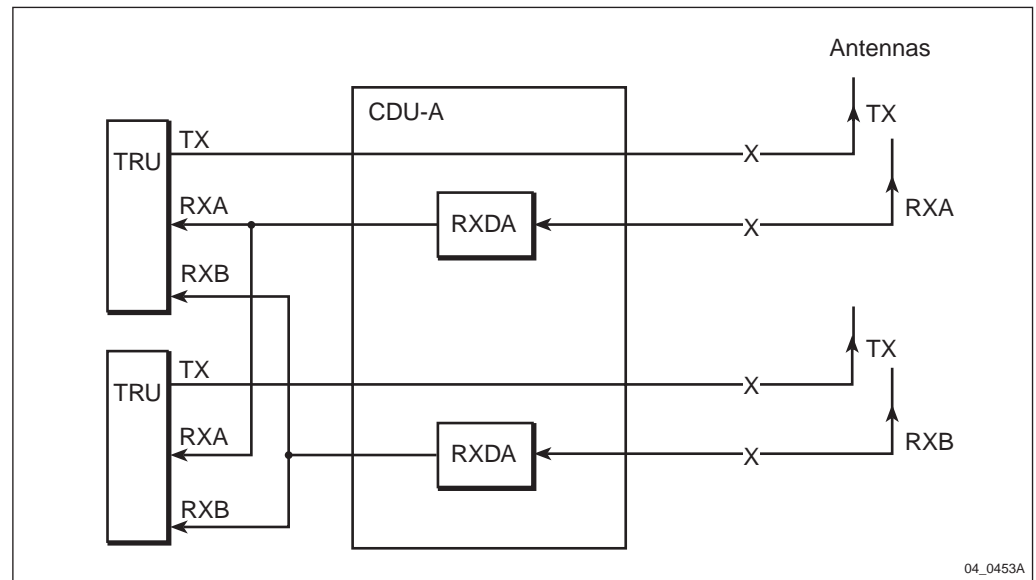 Antennas
CDU-A
TX
TX
TRU
RXA
RXDA
X
X
RXA
RXB
TX
TX
TRU
X
RXA
RXDA
X
RXB
RXB
04_0453A